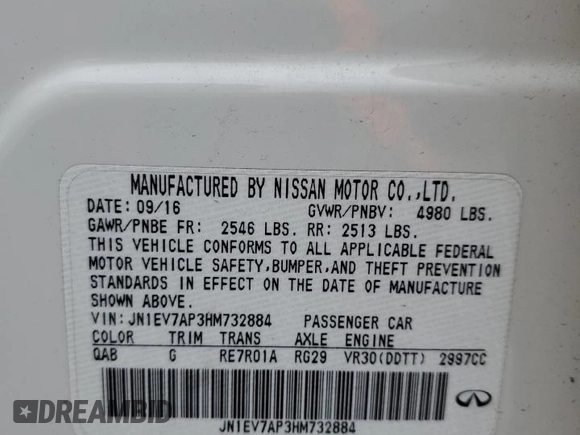 MANUFACTURED BY NISSAN MOTOR CO.,LTD.
DATE: 09/16 GVWR/PNBV: 4980 LBS.
GAWR/PNBE FR: 2546 LBS. RR: 2513 LBS.
THIS VEHICLE CONFORMS TO ALL APPLICABLE FEDERAL
MOTOR VEHICLE SAFETY,BUMPER,AND THEFT PREVENTION
STANDARDS IN EFFECT ON THE DATE OF MANUFACTURE
SHOWN ABOVE.
VIN:JN1EV7AP3HM732884 PASSENGER CAR
COLOR TRIM TRANS AXLE ENGINE
QAB G RE7R01A RG29 VR30(DDTT) 2997CC
JN1EV7AP3HM732884
DREAMBID